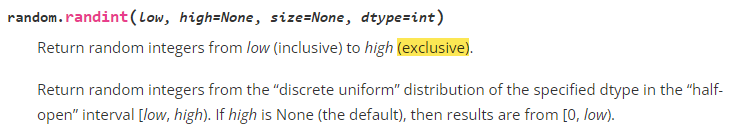 random.randint(low, high=None, size=None, dtype=int)
Return random integers from low (inclusive) to high (exclusive).
Return random integers from the “discrete uniform” distribution of the specified dtype in the “half-
open” interval [low, high). If high is None (the default), then results are from [0, low).